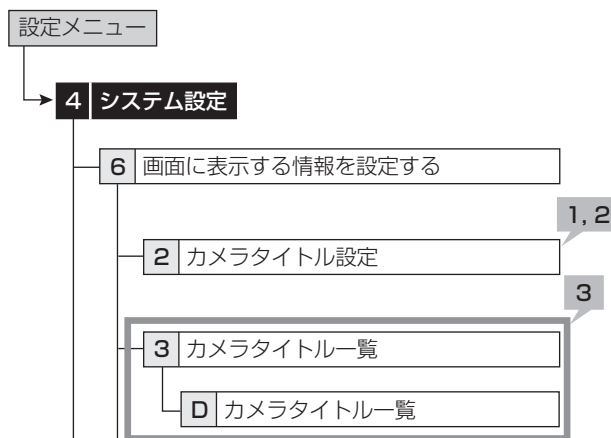 設定メニュー
4 システム設定
6 画面に表示する情報を設定する
1, 2
2 カメラタイトル設定
3
3 カメラタイトル一覧
D カメラタイトル一覧